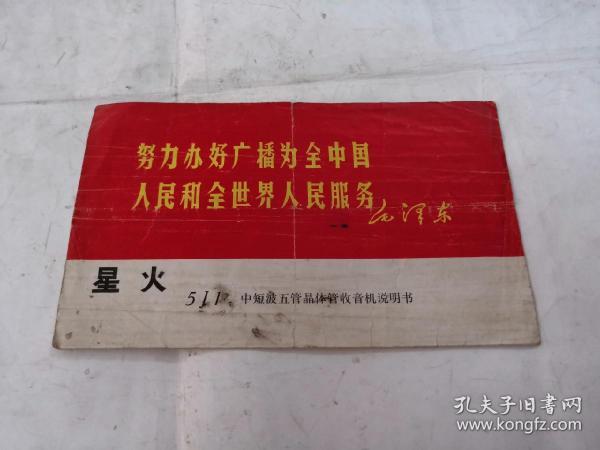 努力办好广播为全中国
人民和全世界人民服务
毛泽东
星火
511 中短波五管晶体管收音机说明书
孔夫子旧书网
www.kongfz.com